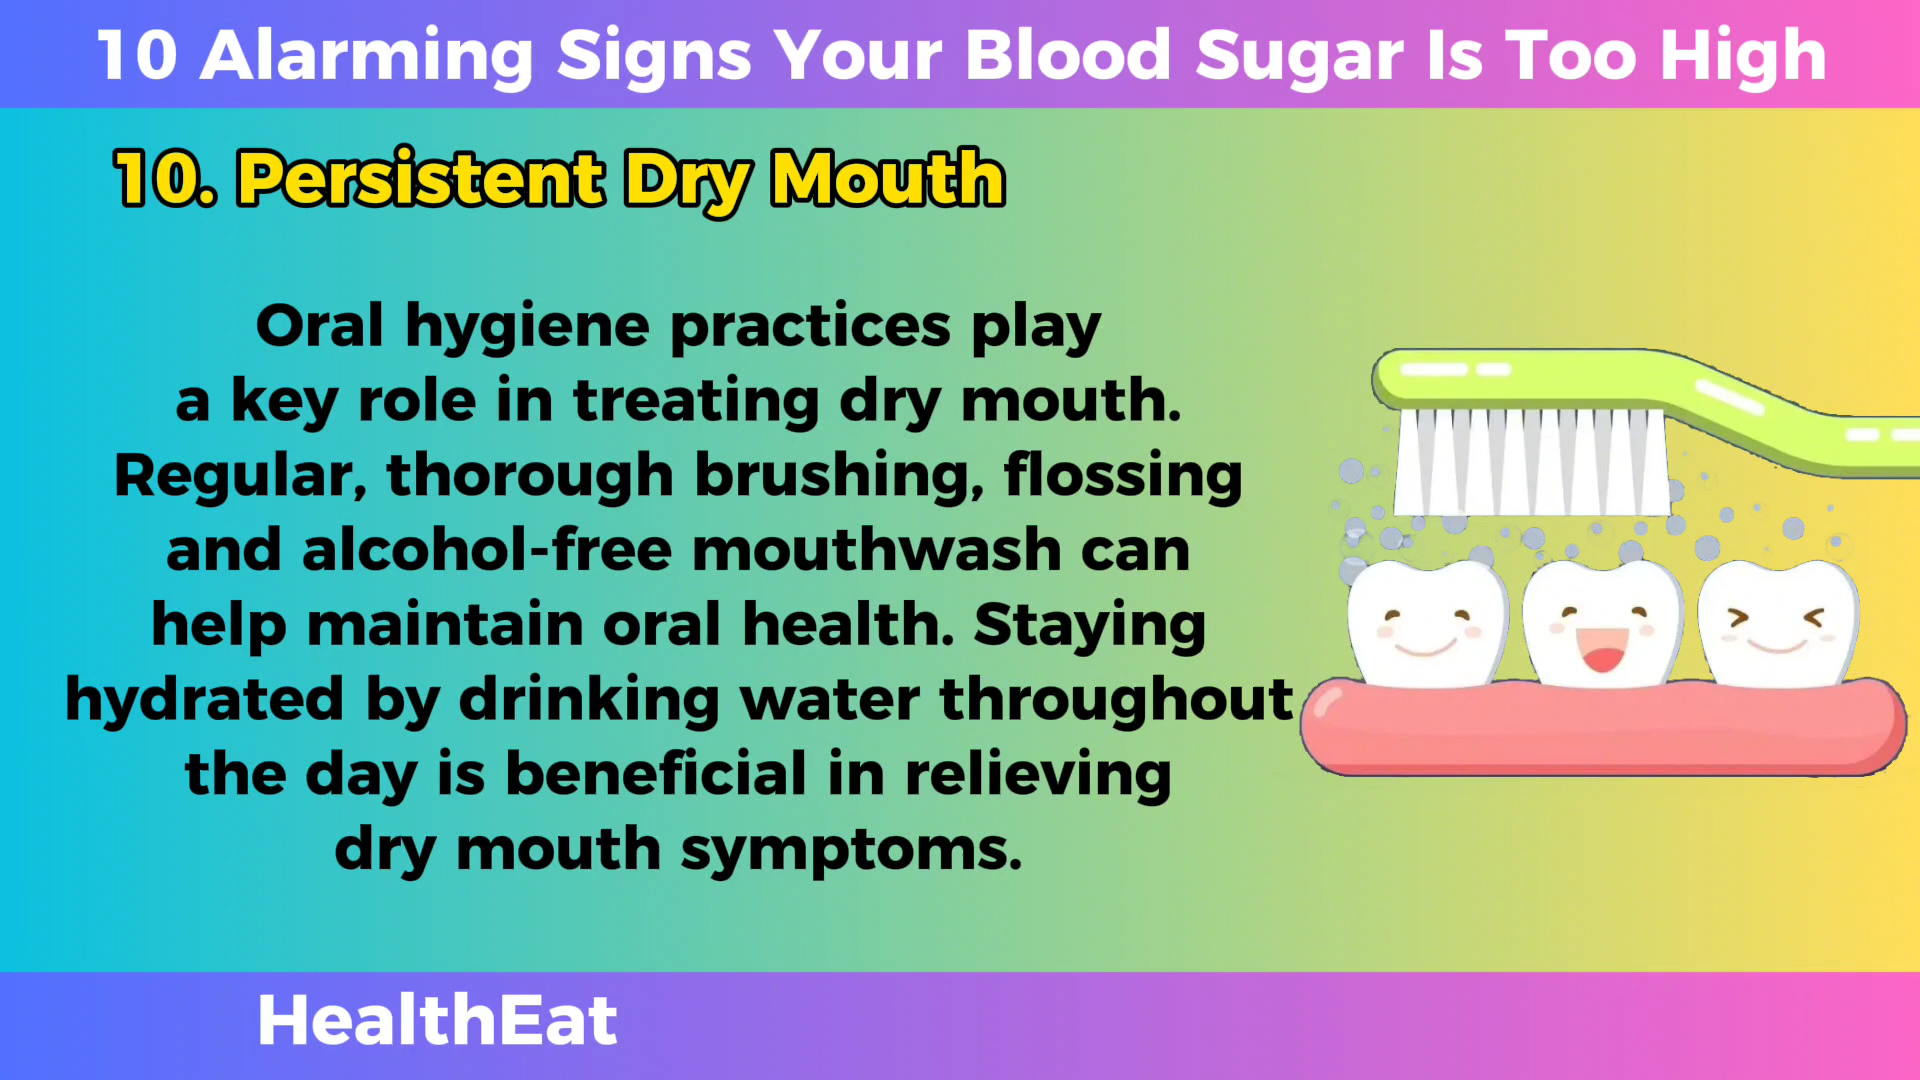 10 Alarming Signs Your Blood Sugar Is Too High
10. Persistent Dry Mouth
Oral hygiene practices play
a key role in treating dry mouth.
Regular, thorough brushing, flossing
and alcohol-free mouthwash can
help maintain oral health. Staying
hydrated by drinking water throughout
the day is beneficial in relieving
dry mouth symptoms.
HealthEat